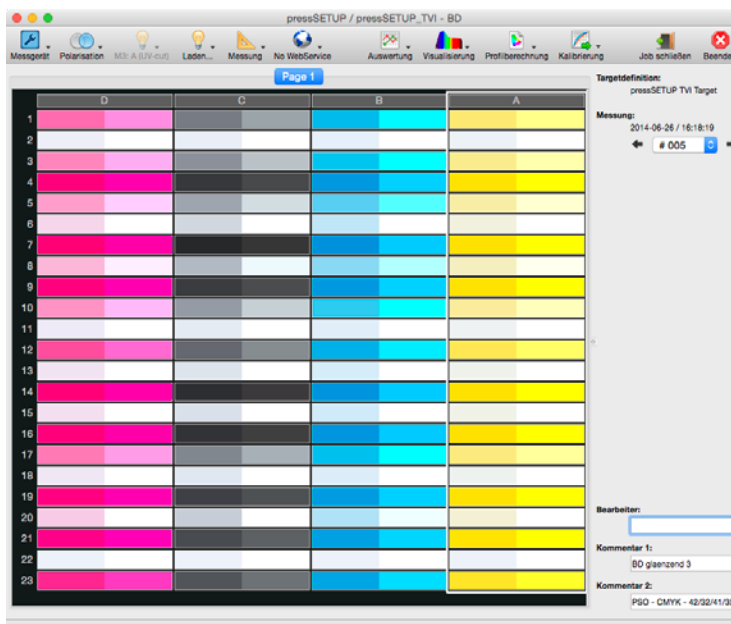 pressSETUP / pressSETUP_TVI - BD
Messgerät Polarisation M3: A (UV-cut) Laden... Messung No WebService Auswertung Visualisierung Profilberechnung Kalibrierung Job schließen
Page 1
Targetdefinition:
pressSETUP TVI Target
Messung:
2014-06-26 / 16:18:19
# 005
D C B A
1
2
3
4
5
6
7
8
9
10
11
12
13
14
15
16
17
18
19
20
21
22
23
Bearbeiter:
Kommentar 1:
BD glaenzend 3
Kommentar 2:
PSO - CMYK - 42/32/41/3